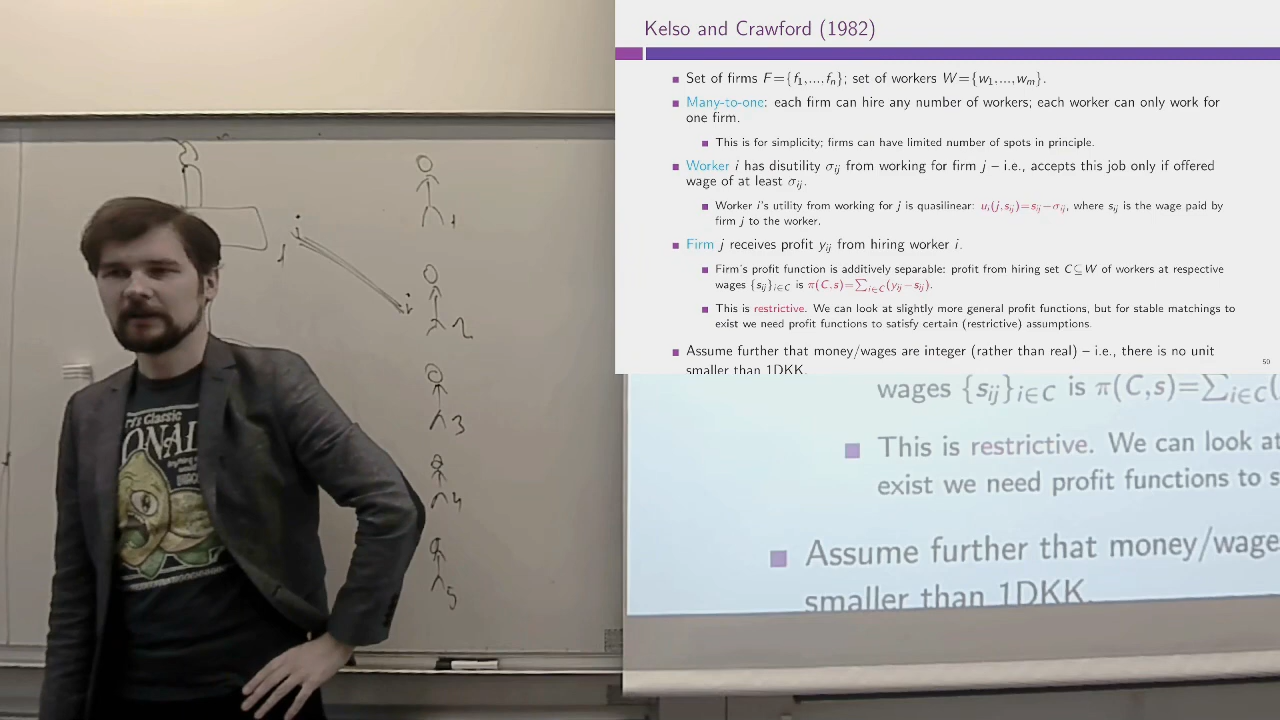 Kelso and Crawford (1982)
■ Set of firms F={f₁,...,fₙ}; set of workers W={w₁,...,wₘ}.
■ Many-to-one: each firm can hire any number of workers; each worker can only work for
one firm.
■ This is for simplicity; firms can have limited number of spots in principle.
■ Worker i has disutility σᵢⱼ from working for firm j – i.e., accepts this job only if offered
wage of at least σᵢⱼ.
■ Worker i's utility from working for j is quasilinear: uᵢ(j,sᵢⱼ)=sᵢⱼ−σᵢⱼ, where sᵢⱼ is the wage paid by
firm j to the worker.
■ Firm j receives profit yᵢⱼ from hiring worker i.
■ Firm's profit function is additively separable: profit from hiring set C⊆W of workers at respective
wages {sᵢⱼ}i∈C is π(C,s)=∑i∈C(yᵢⱼ−sᵢⱼ).
■ This is restrictive. We can look at slightly more general profit functions, but for stable matchings to
exist we need profit functions to satisfy certain (restrictive) assumptions.
■ Assume further that money/wages are integer (rather than real) – i.e., there is no unit
smaller than 1DKK.
50
wages {sᵢⱼ}i∈C is π(C,s)=∑i∈C(
■ This is restrictive. We can look at
exist we need profit functions to s
■ Assume further that money/wage
smaller than 1DKK.
1
1
2
3
4
5
Classic